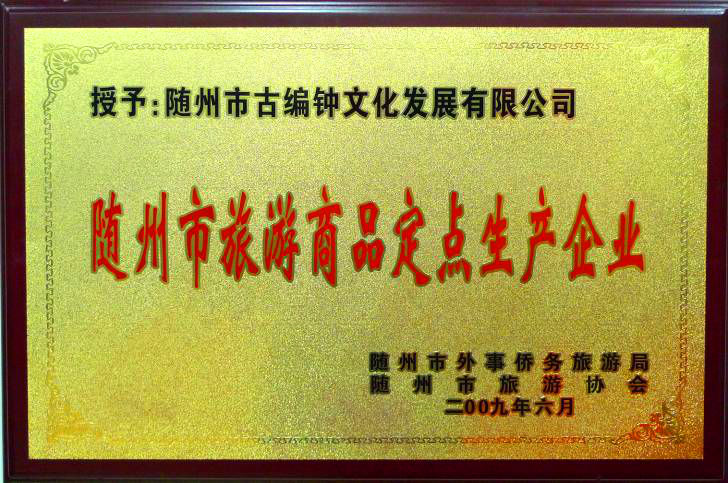 授予:随州市古编钟文化发展有限公司
随州市旅游商品定点生产企业
随州市外事侨务旅游局
随州市旅游协会
二00九年六月